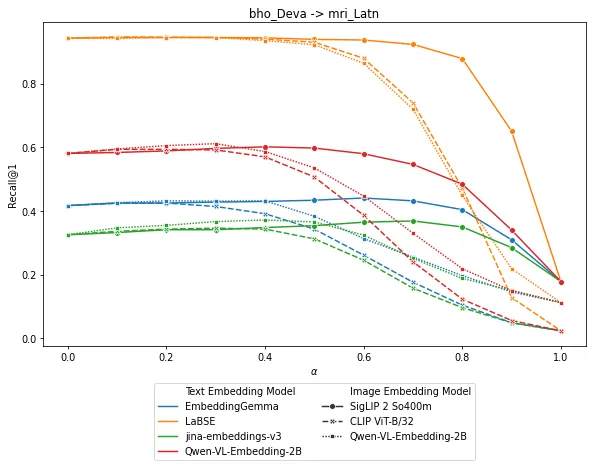 bho_Deva -> mri_Latn
Recall@1
0.8
0.6
0.4
0.2
0.0
0.0 0.2 0.4 0.6 0.8 1.0
α
Text Embedding Model
EmbeddingGemma
LaBSE
jina-embeddings-v3
Qwen-VL-Embedding-2B
Image Embedding Model
SigLIP 2 So400m
CLIP ViT-B/32
Qwen-VL-Embedding-2B